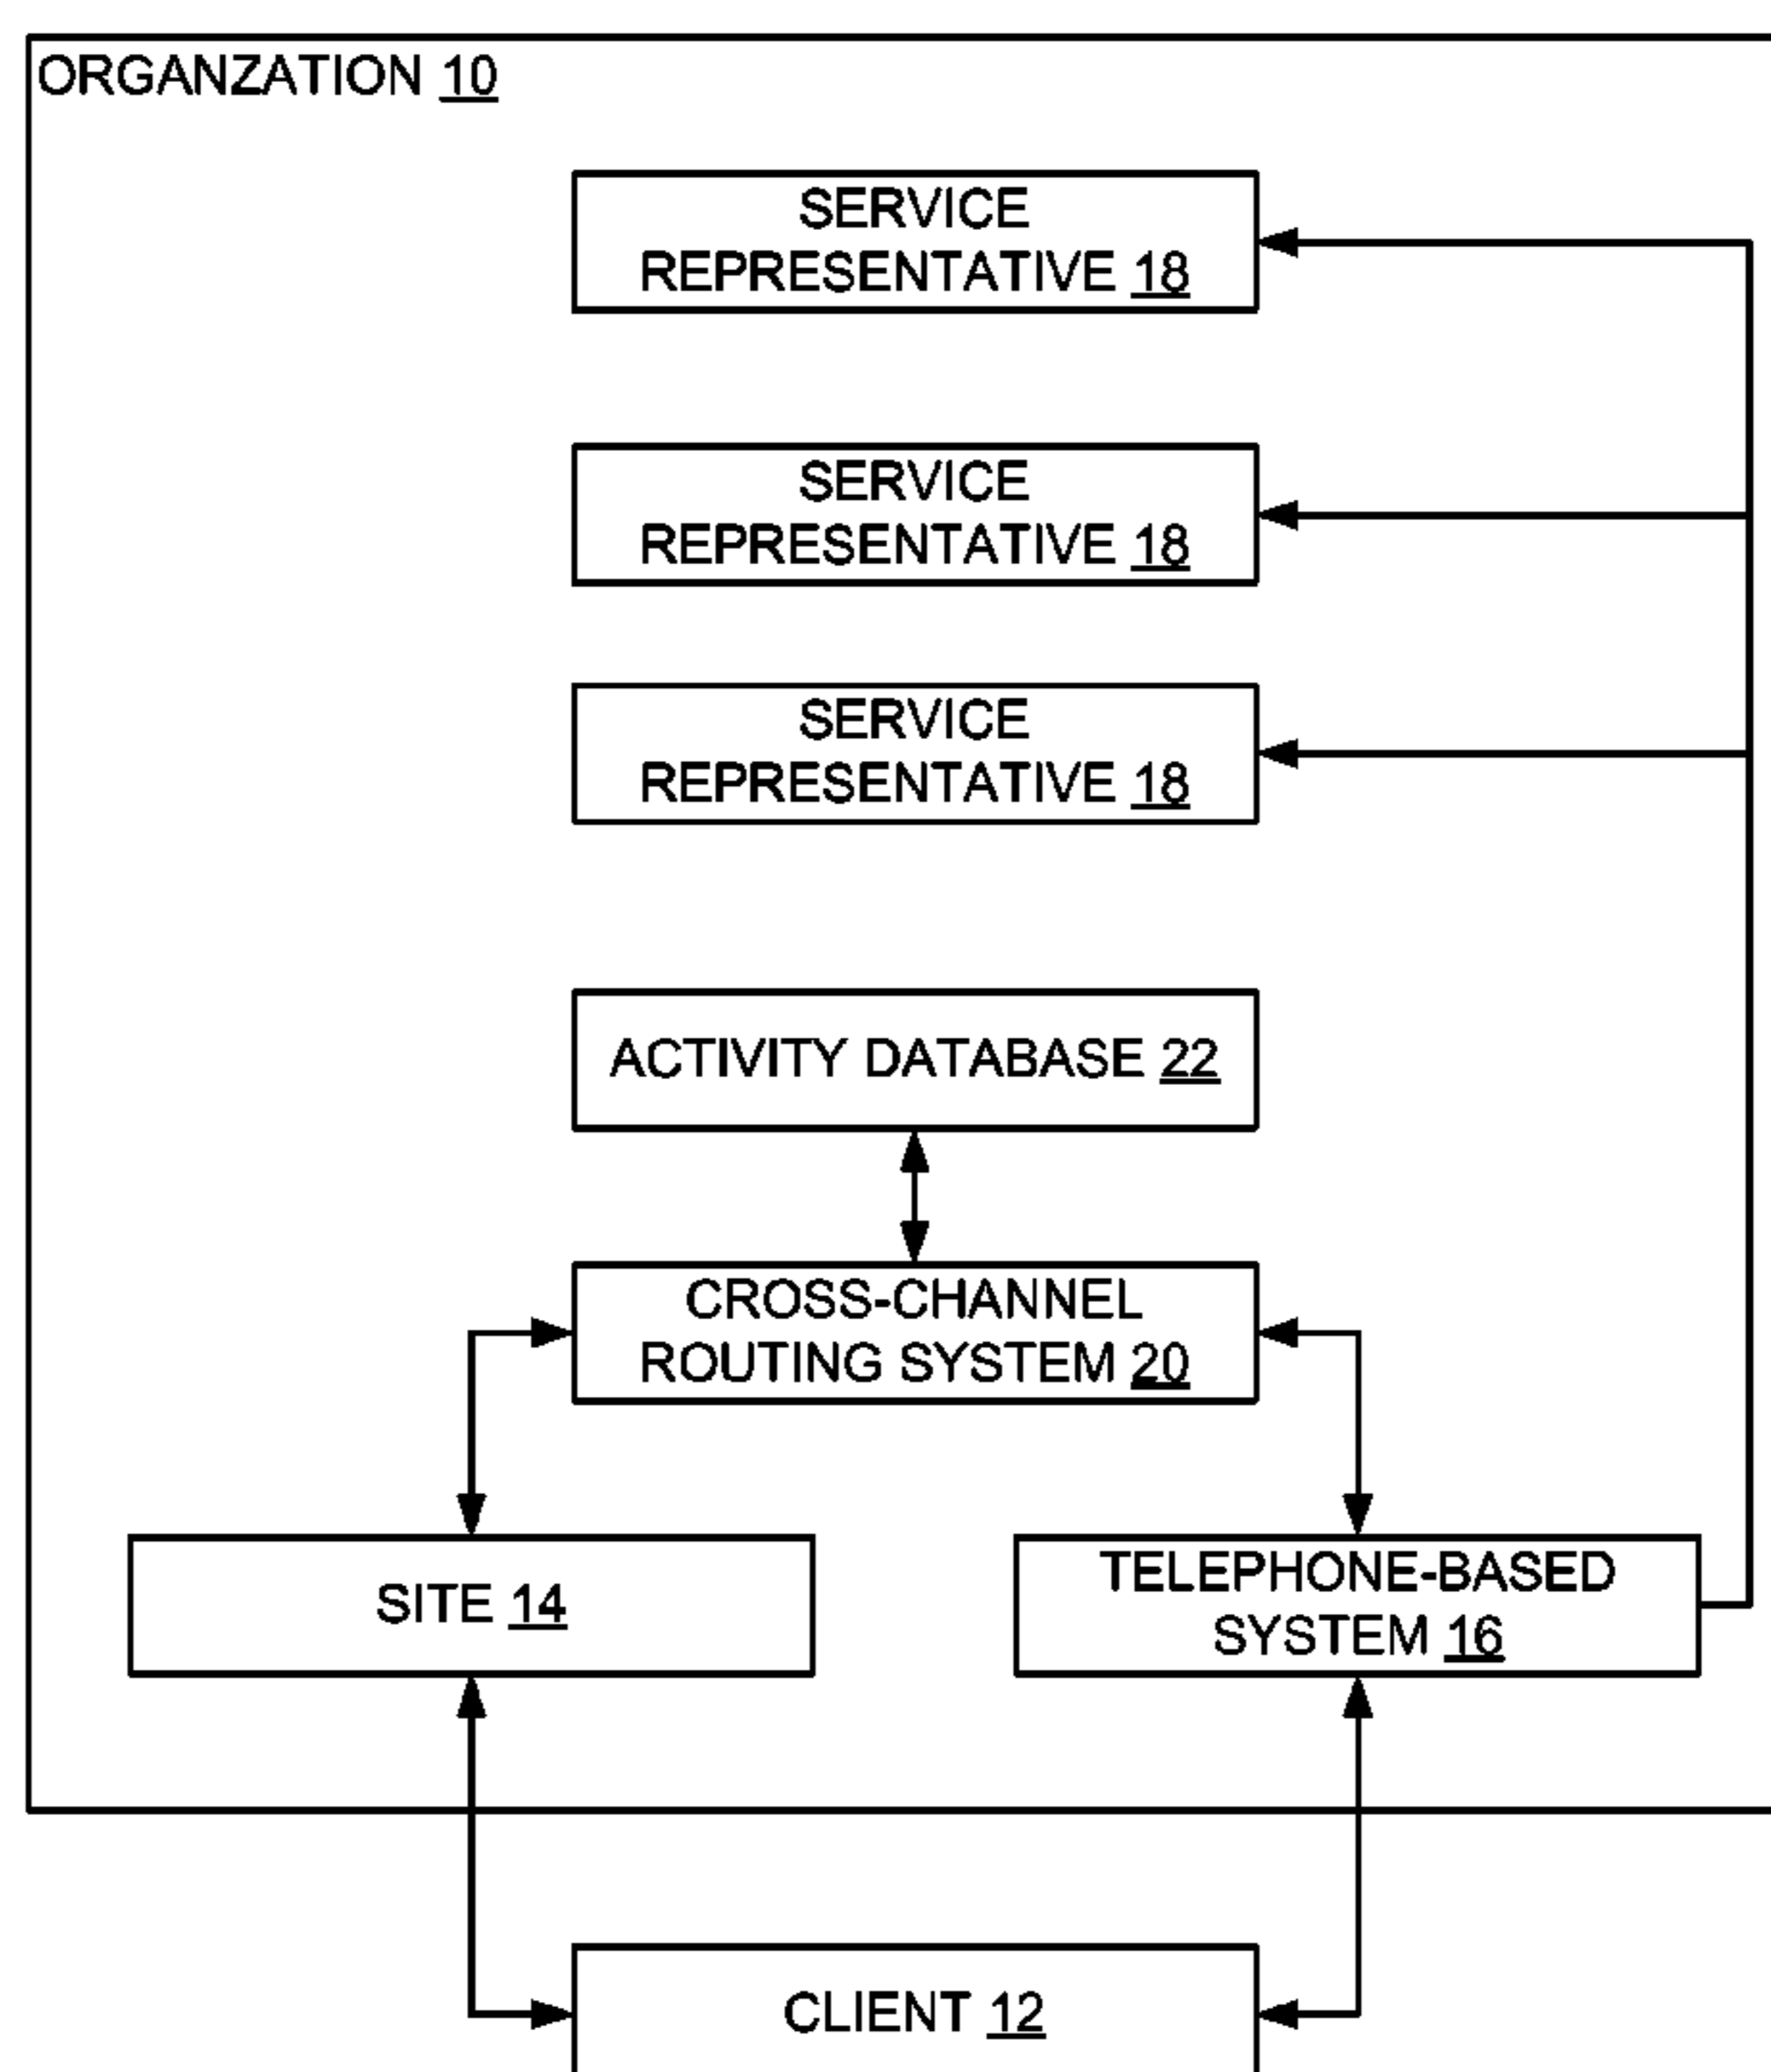 ORGANZATION 10
SERVICE
REPRESENTATIVE 18
SERVICE
REPRESENTATIVE 18
SERVICE
REPRESENTATIVE 18
ACTIVITY DATABASE 22
CROSS-CHANNEL
ROUTING SYSTEM 20
SITE 14
TELEPHONE-BASED
SYSTEM 16
CLIENT 12